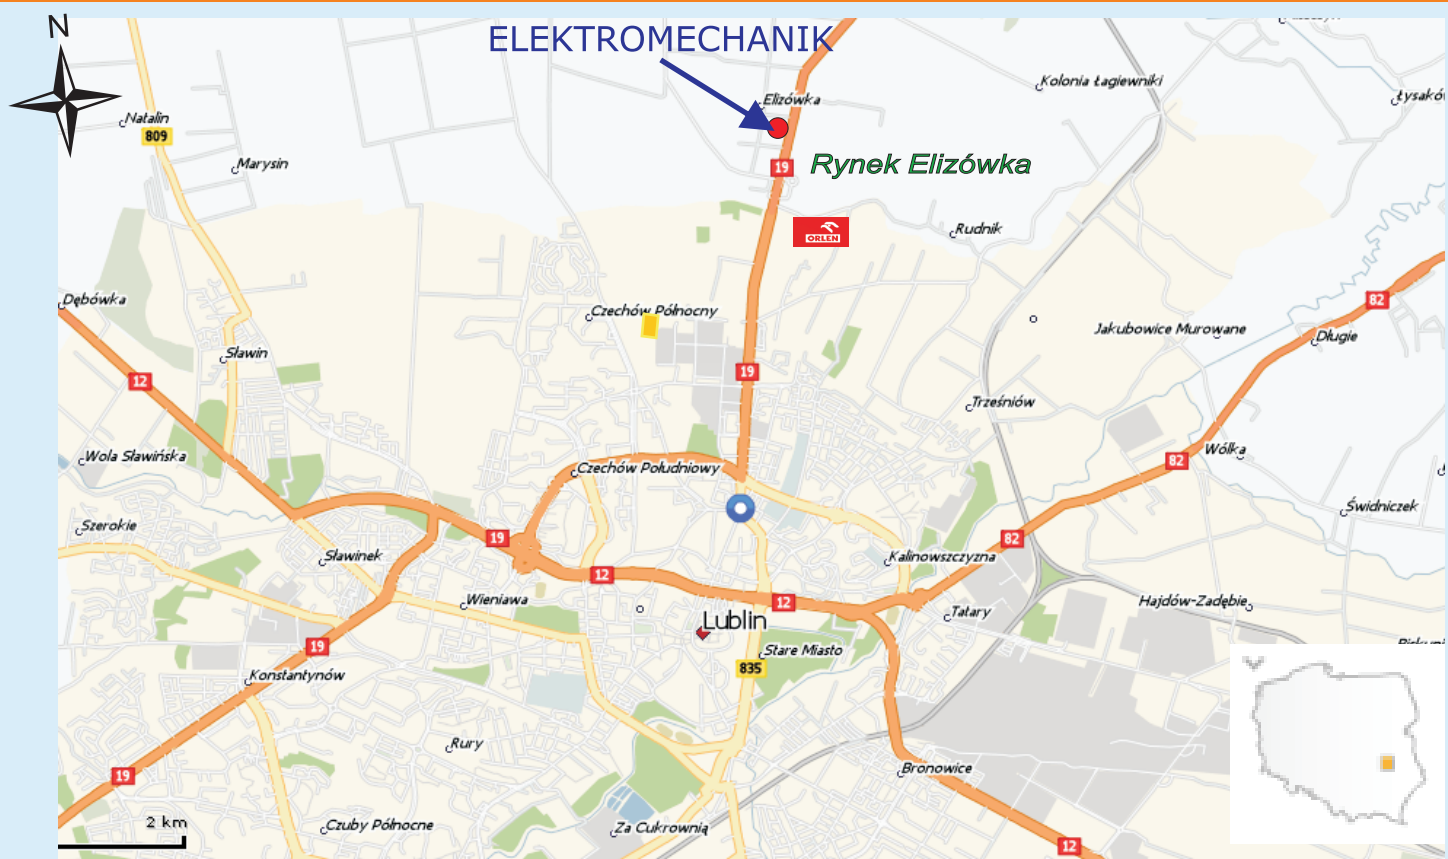 N
ELEKTROMECHANIK
Kolonia Łagiewniki
Elizówka
Natalin
809
Marysin
19
Rynek Elizówka
Rudnik
ORLEN
Dębówka
82
Czechów Północny
Jakubowice Murowane
Długie
Sławin
19
12
Trześniów
Wola Sławińska
Czechów Południowy
82
Wólka
Szerokie
Świdniczek
19
82
Sławinek
Kalinowszczyzna
12
Wieniawa
12
Tatary
Hajdów-Zadębie
Lublin
19
Stare Miasto
835
Konstantynów
Rury
19
Bronowice
2 km
Czuby Północne
Za Cukrownią
12